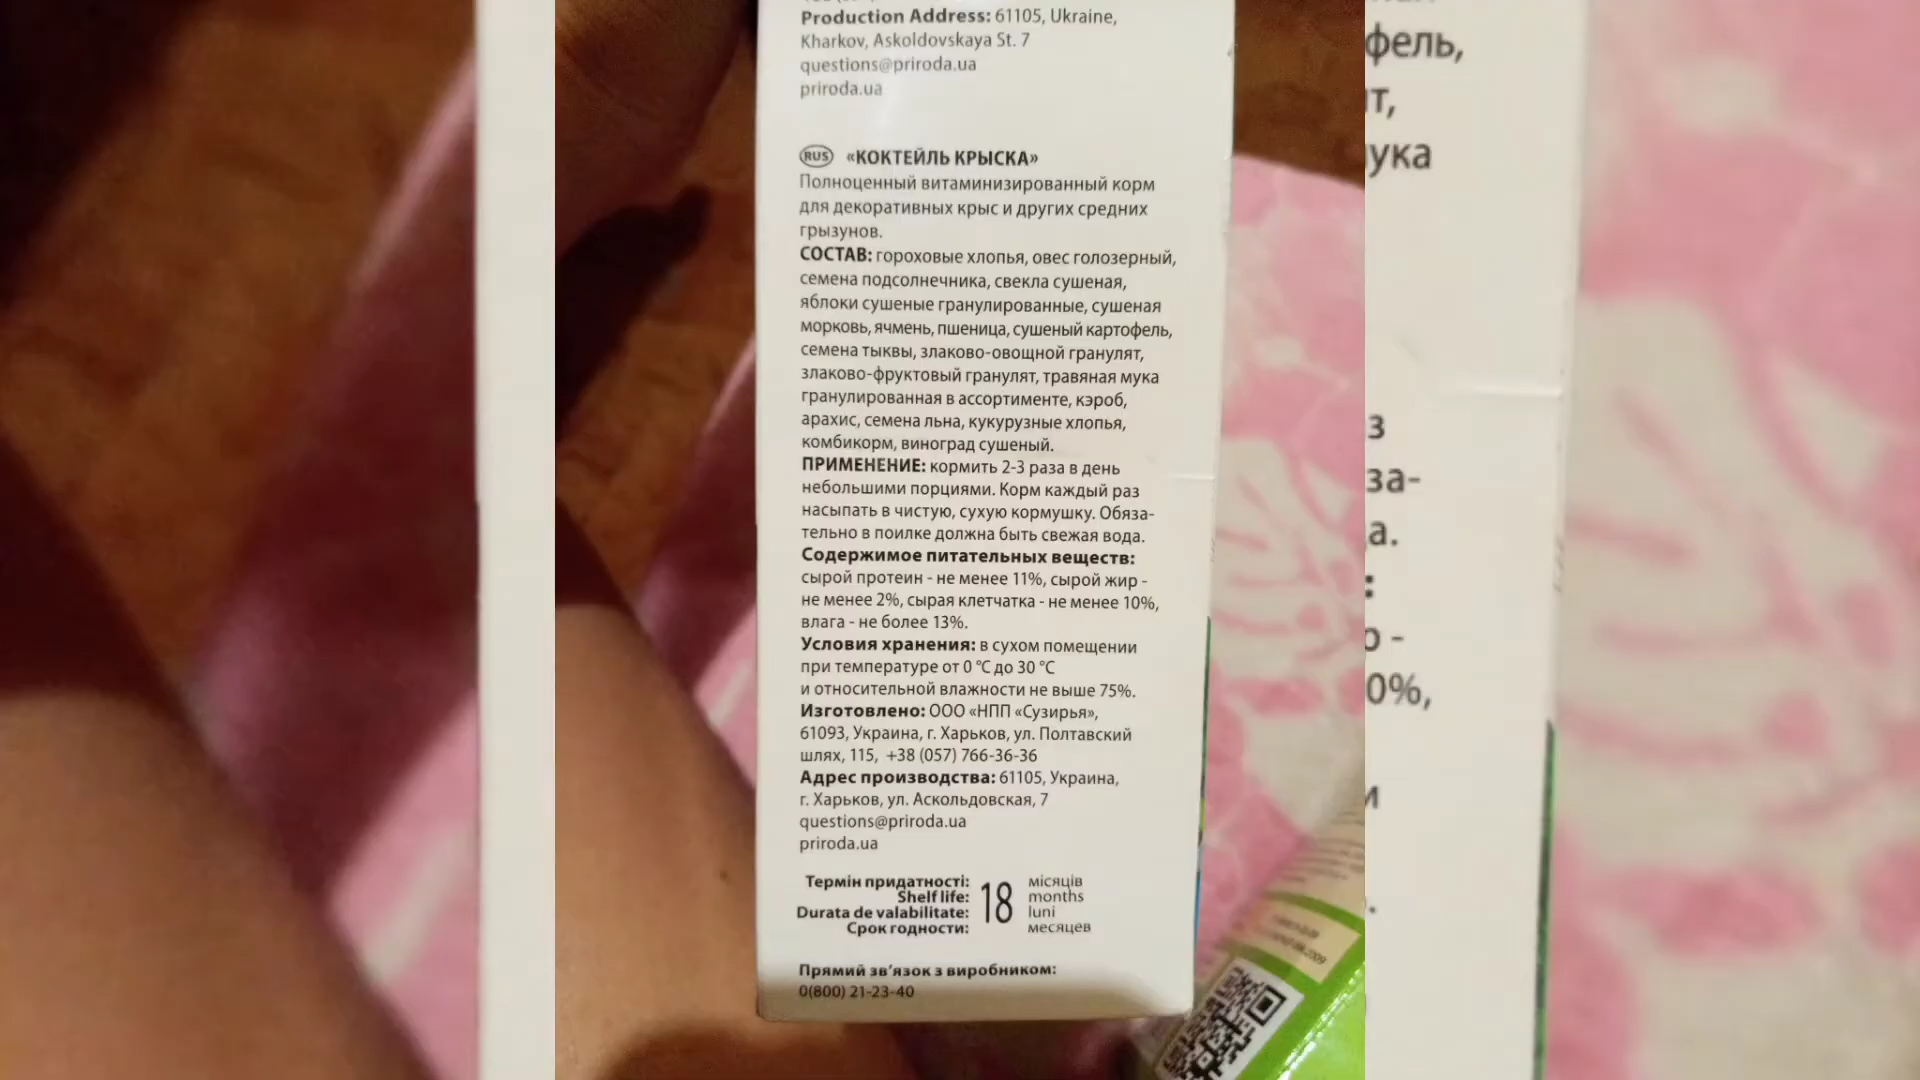 Production Address: 61105, Ukraine,
Kharkov, Askoldovskaya St. 7
questions@priroda.ua
priroda.ua
RUS «КОКТЕЙЛЬ КРЫСКА»
Полноценный витаминизированный корм
для декоративных крыс и других средних
грызунов.
СОСТАВ: гороховые хлопья, овес голозерный,
семена подсолнечника, свекла сушеная,
яблоки сушеные гранулированные, сушеная
морковь, ячмень, пшеница, сушеный картофель,
семена тыквы, злаково-овощной гранулят,
злаково-фруктовый гранулят, травяная мука
гранулированная в ассортименте, кэроб,
арахис, семена льна, кукурузные хлопья,
комбикорм, виноград сушеный.
ПРИМЕНЕНИЕ: кормить 2-3 раза в день
небольшими порциями. Корм каждый раз
насыпать в чистую, сухую кормушку. Обяза-
тельно в поилке должна быть свежая вода.
Содержимое питательных веществ:
сырой протеин - не менее 11%, сырой жир -
не менее 2%, сырая клетчатка - не менее 10%,
влага - не более 13%.
Условия хранения: в сухом помещении
при температуре от 0 °С до 30 °С
и относительной влажности не выше 75%.
Изготовлено: ООО «НПП «Сузирья»,
61093, Украина, г. Харьков, ул. Полтавский
шлях, 115, +38 (057) 766-36-36
Адрес производства: 61105, Украина,
г. Харьков, ул. Аскольдовская, 7
questions@priroda.ua
priroda.ua
Термін придатності: 18 місяців
Shelf life: months
Durata de valabilitate: luni
Срок годности: месяцев
Прямий зв'язок з виробником:
0(800) 21-23-40